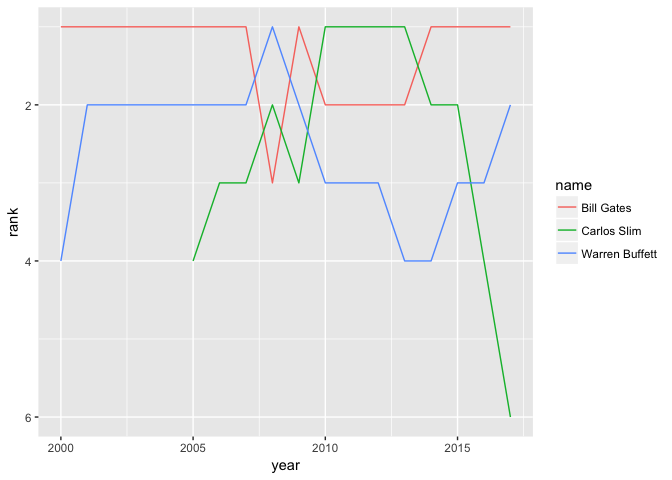 2
4
6
rank
2000
2005
2010
2015
year
name
Bill Gates
Carlos Slim
Warren Buffett